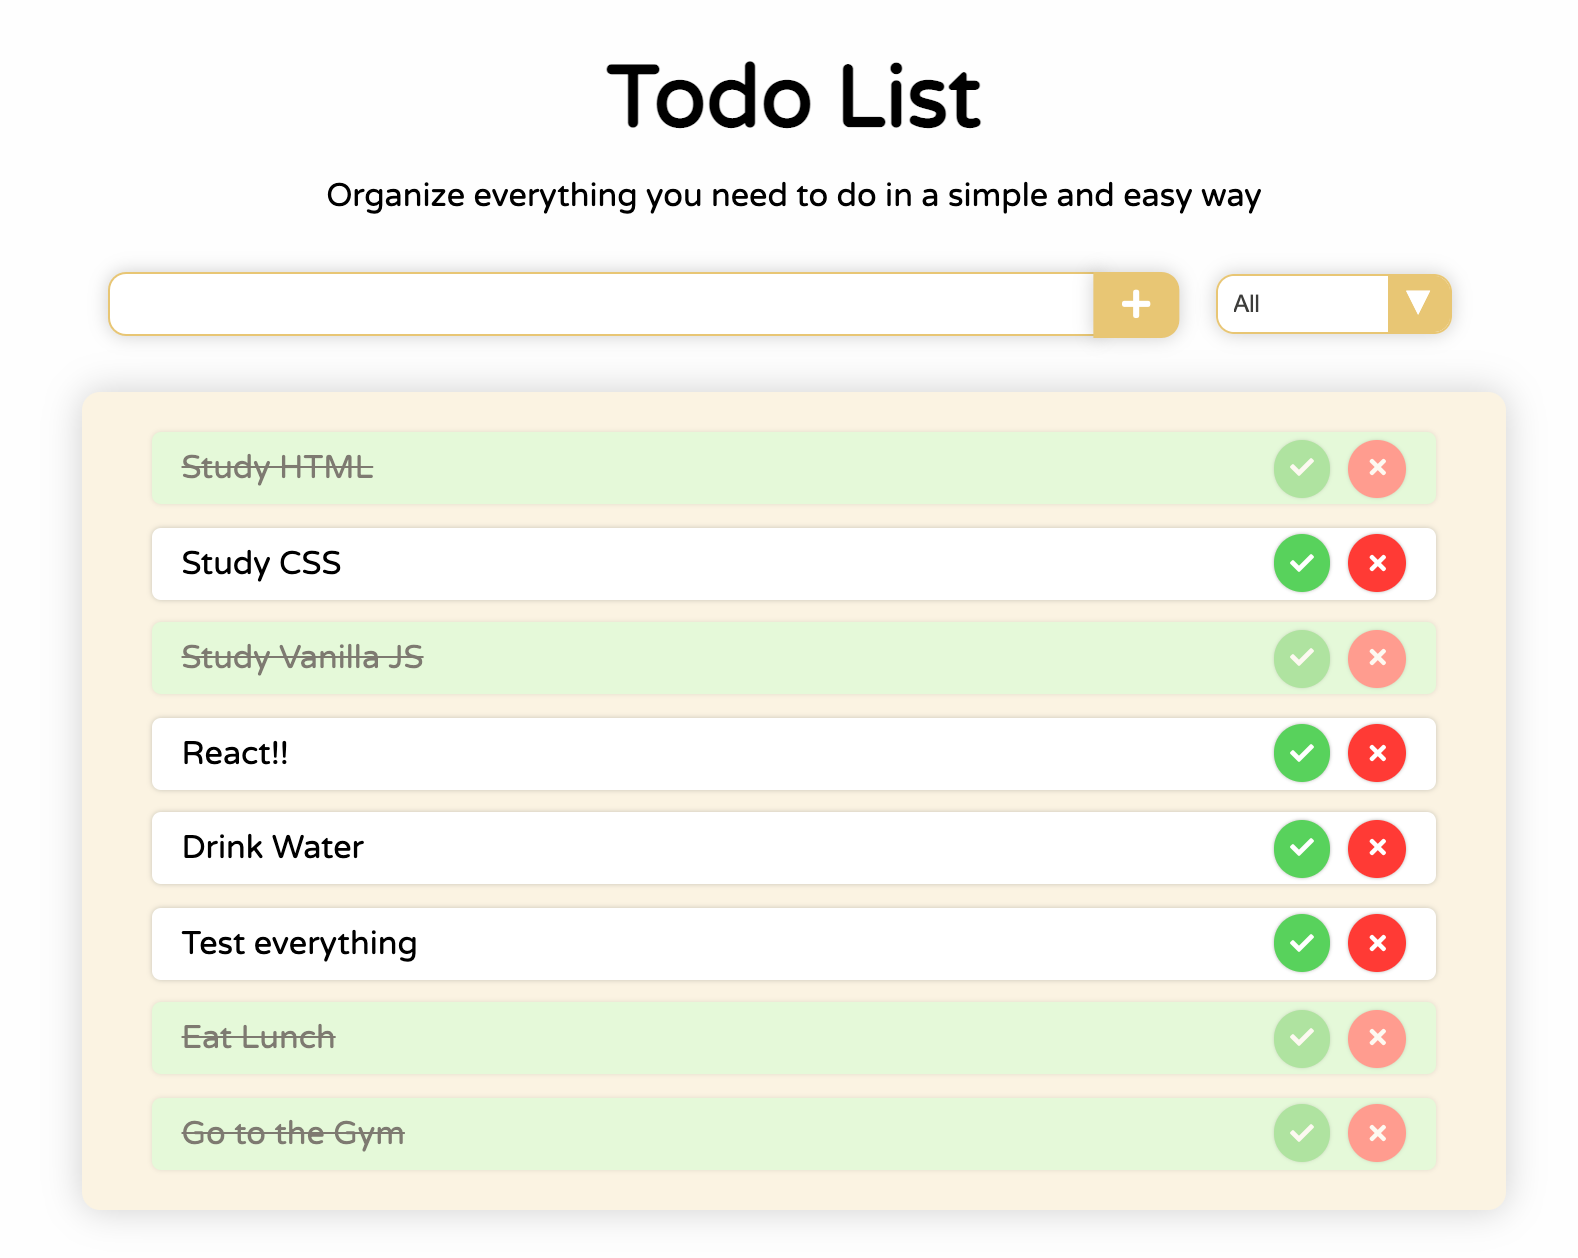 Todo List
Organize everything you need to do in a simple and easy way
All
Study HTML
Study CSS
Study Vanilla JS
React!!
Drink Water
Test everything
Eat Lunch
Go to the Gym